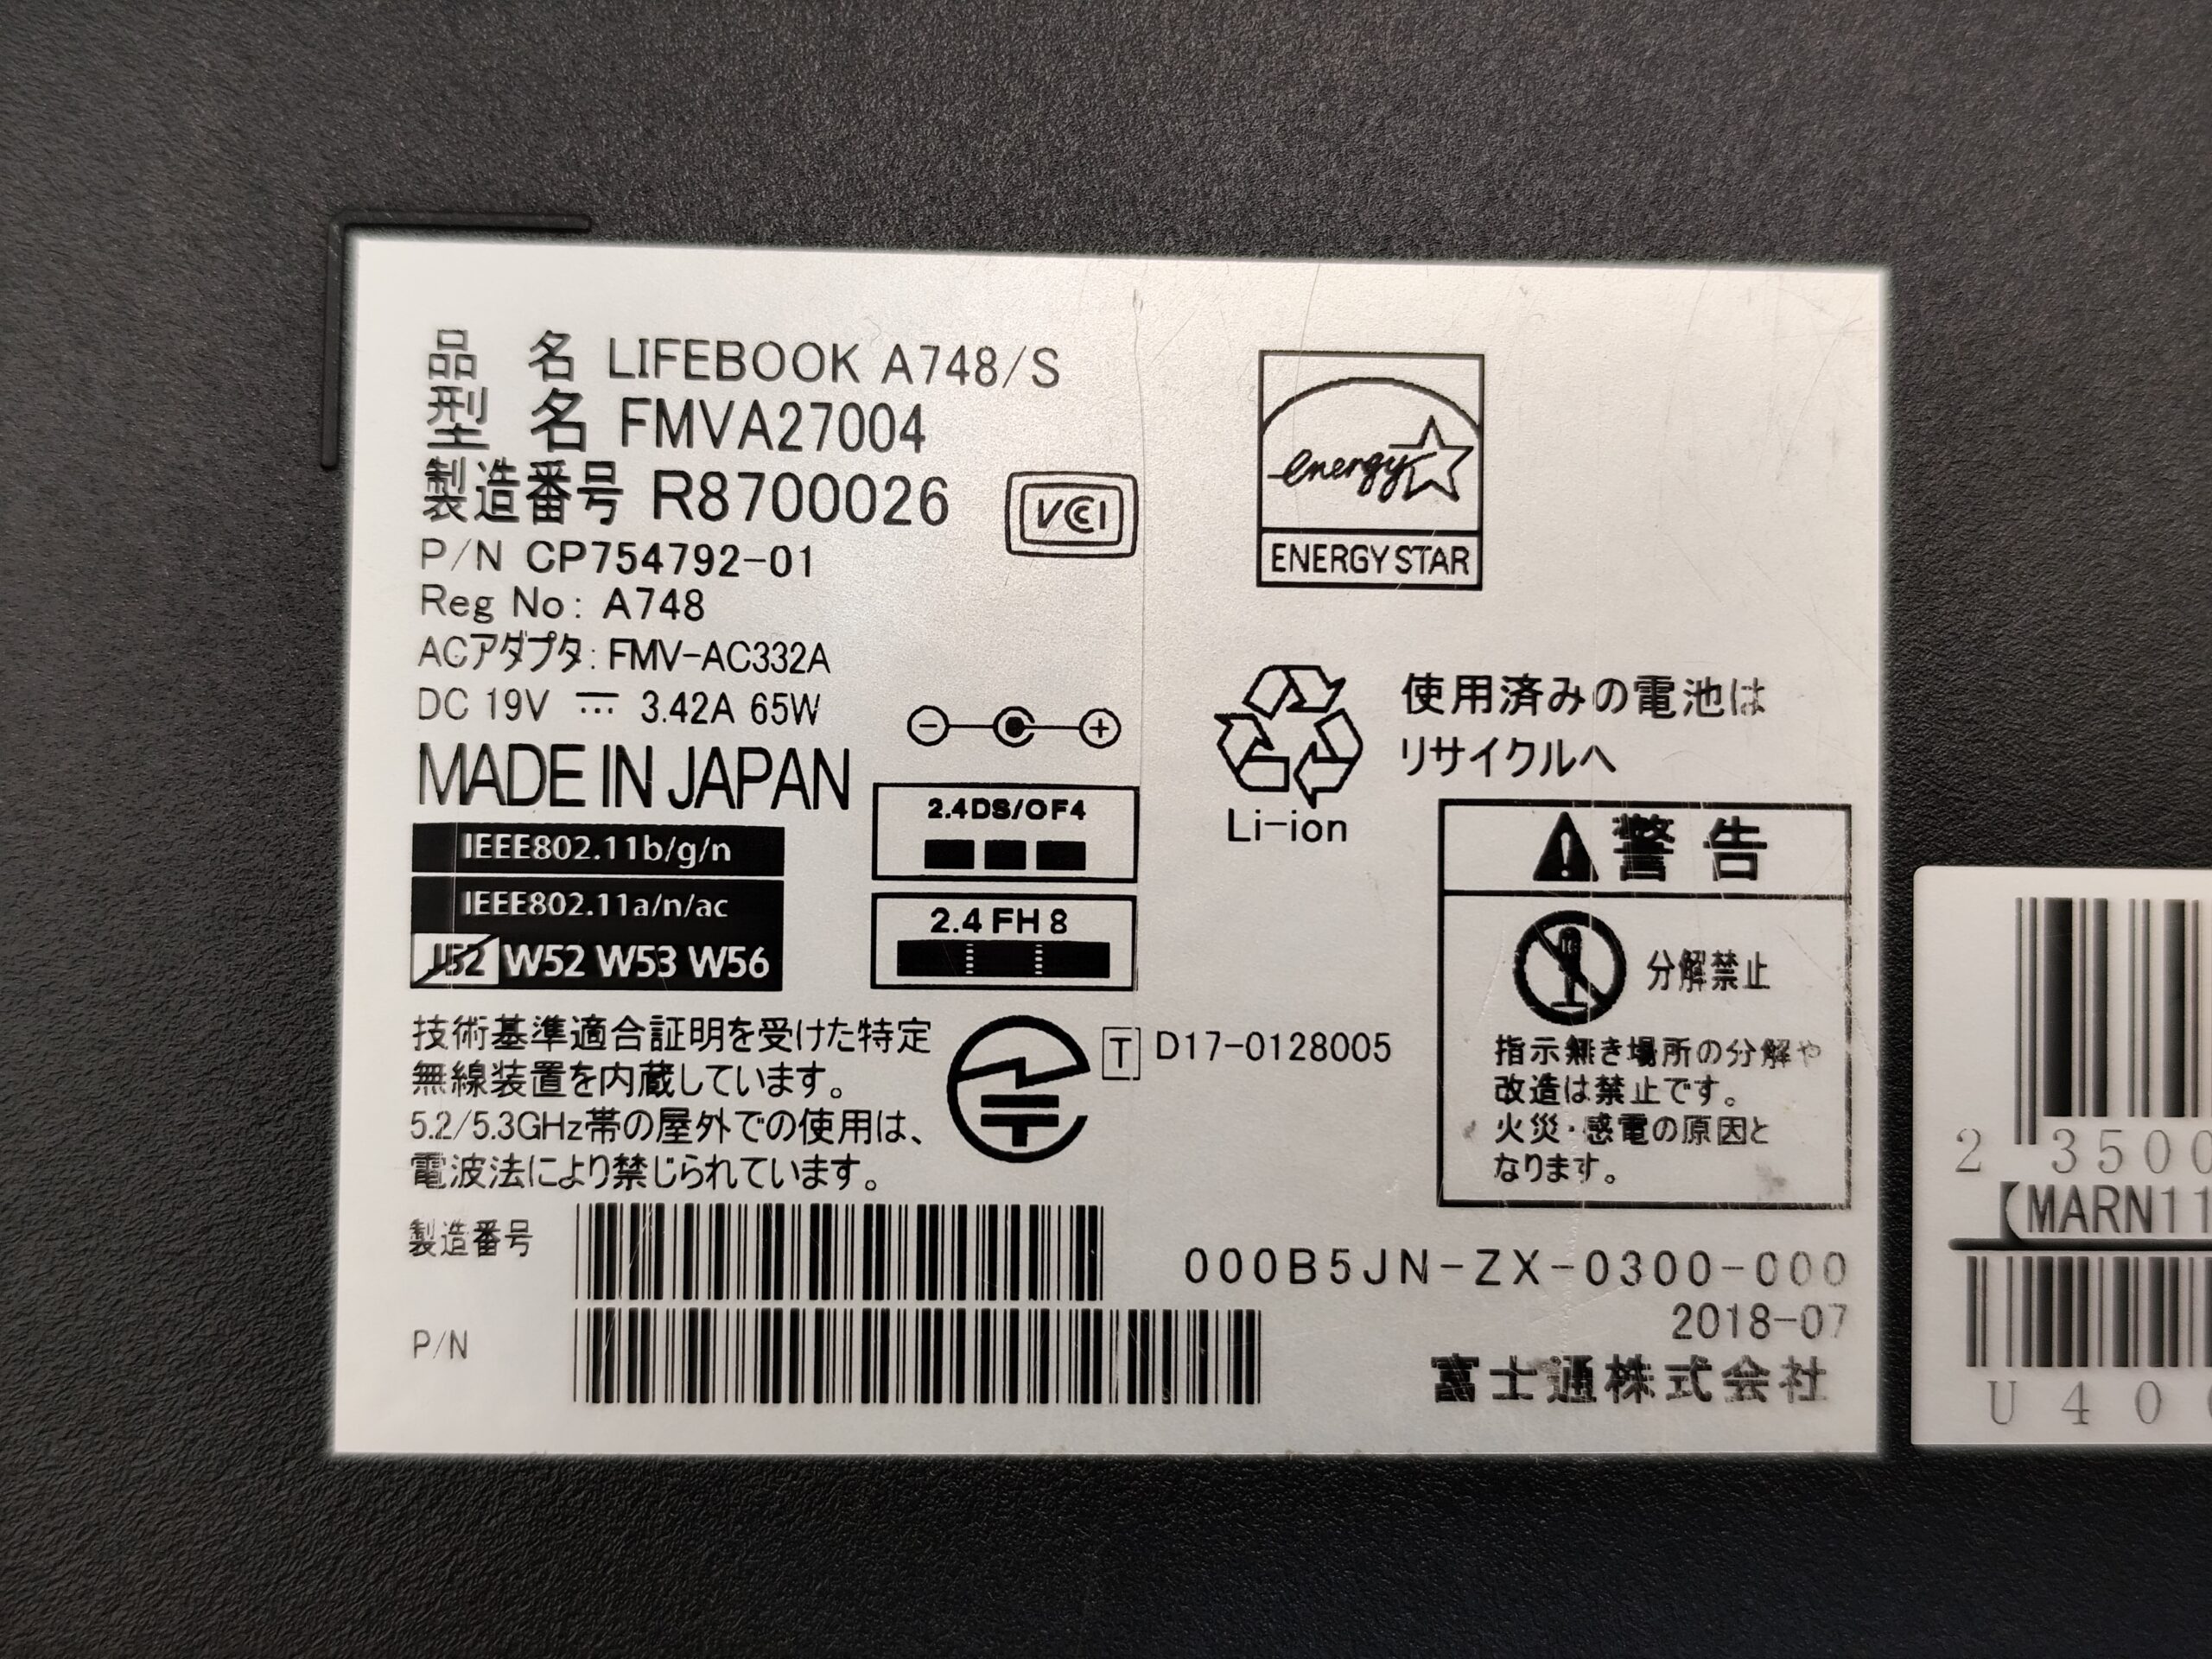 品 名 LIFEBOOK A748/S
型 名 FMVA27004
製造番号 R8700026
VCCI
P/N CP754792-01
Reg No: A748
ACアダプタ: FMV-AC332A
DC 19V ⎓ 3.42A 65W
MADE IN JAPAN
IEEE802.11b/g/n
IEEE802.11a/n/ac
J52 W52 W53 W56
2.4DS/OF4
2.4FH8
技術基準適合証明を受けた特定
無線装置を内蔵しています。
5.2/5.3GHz帯の屋外での使用は、
電波法により禁じられています。
T D17-0128005
製造番号
P/N
energy
ENERGY STAR
使用済みの電池は
リサイクルへ
Li-ion
警告
分解禁止
指示無き場所の分解や
改造は禁止です。
火災・感電の原因と
なります。
000B5JN-ZX-0300-000
2018-07
富士通株式会社
2 3500
【MARN11
U40